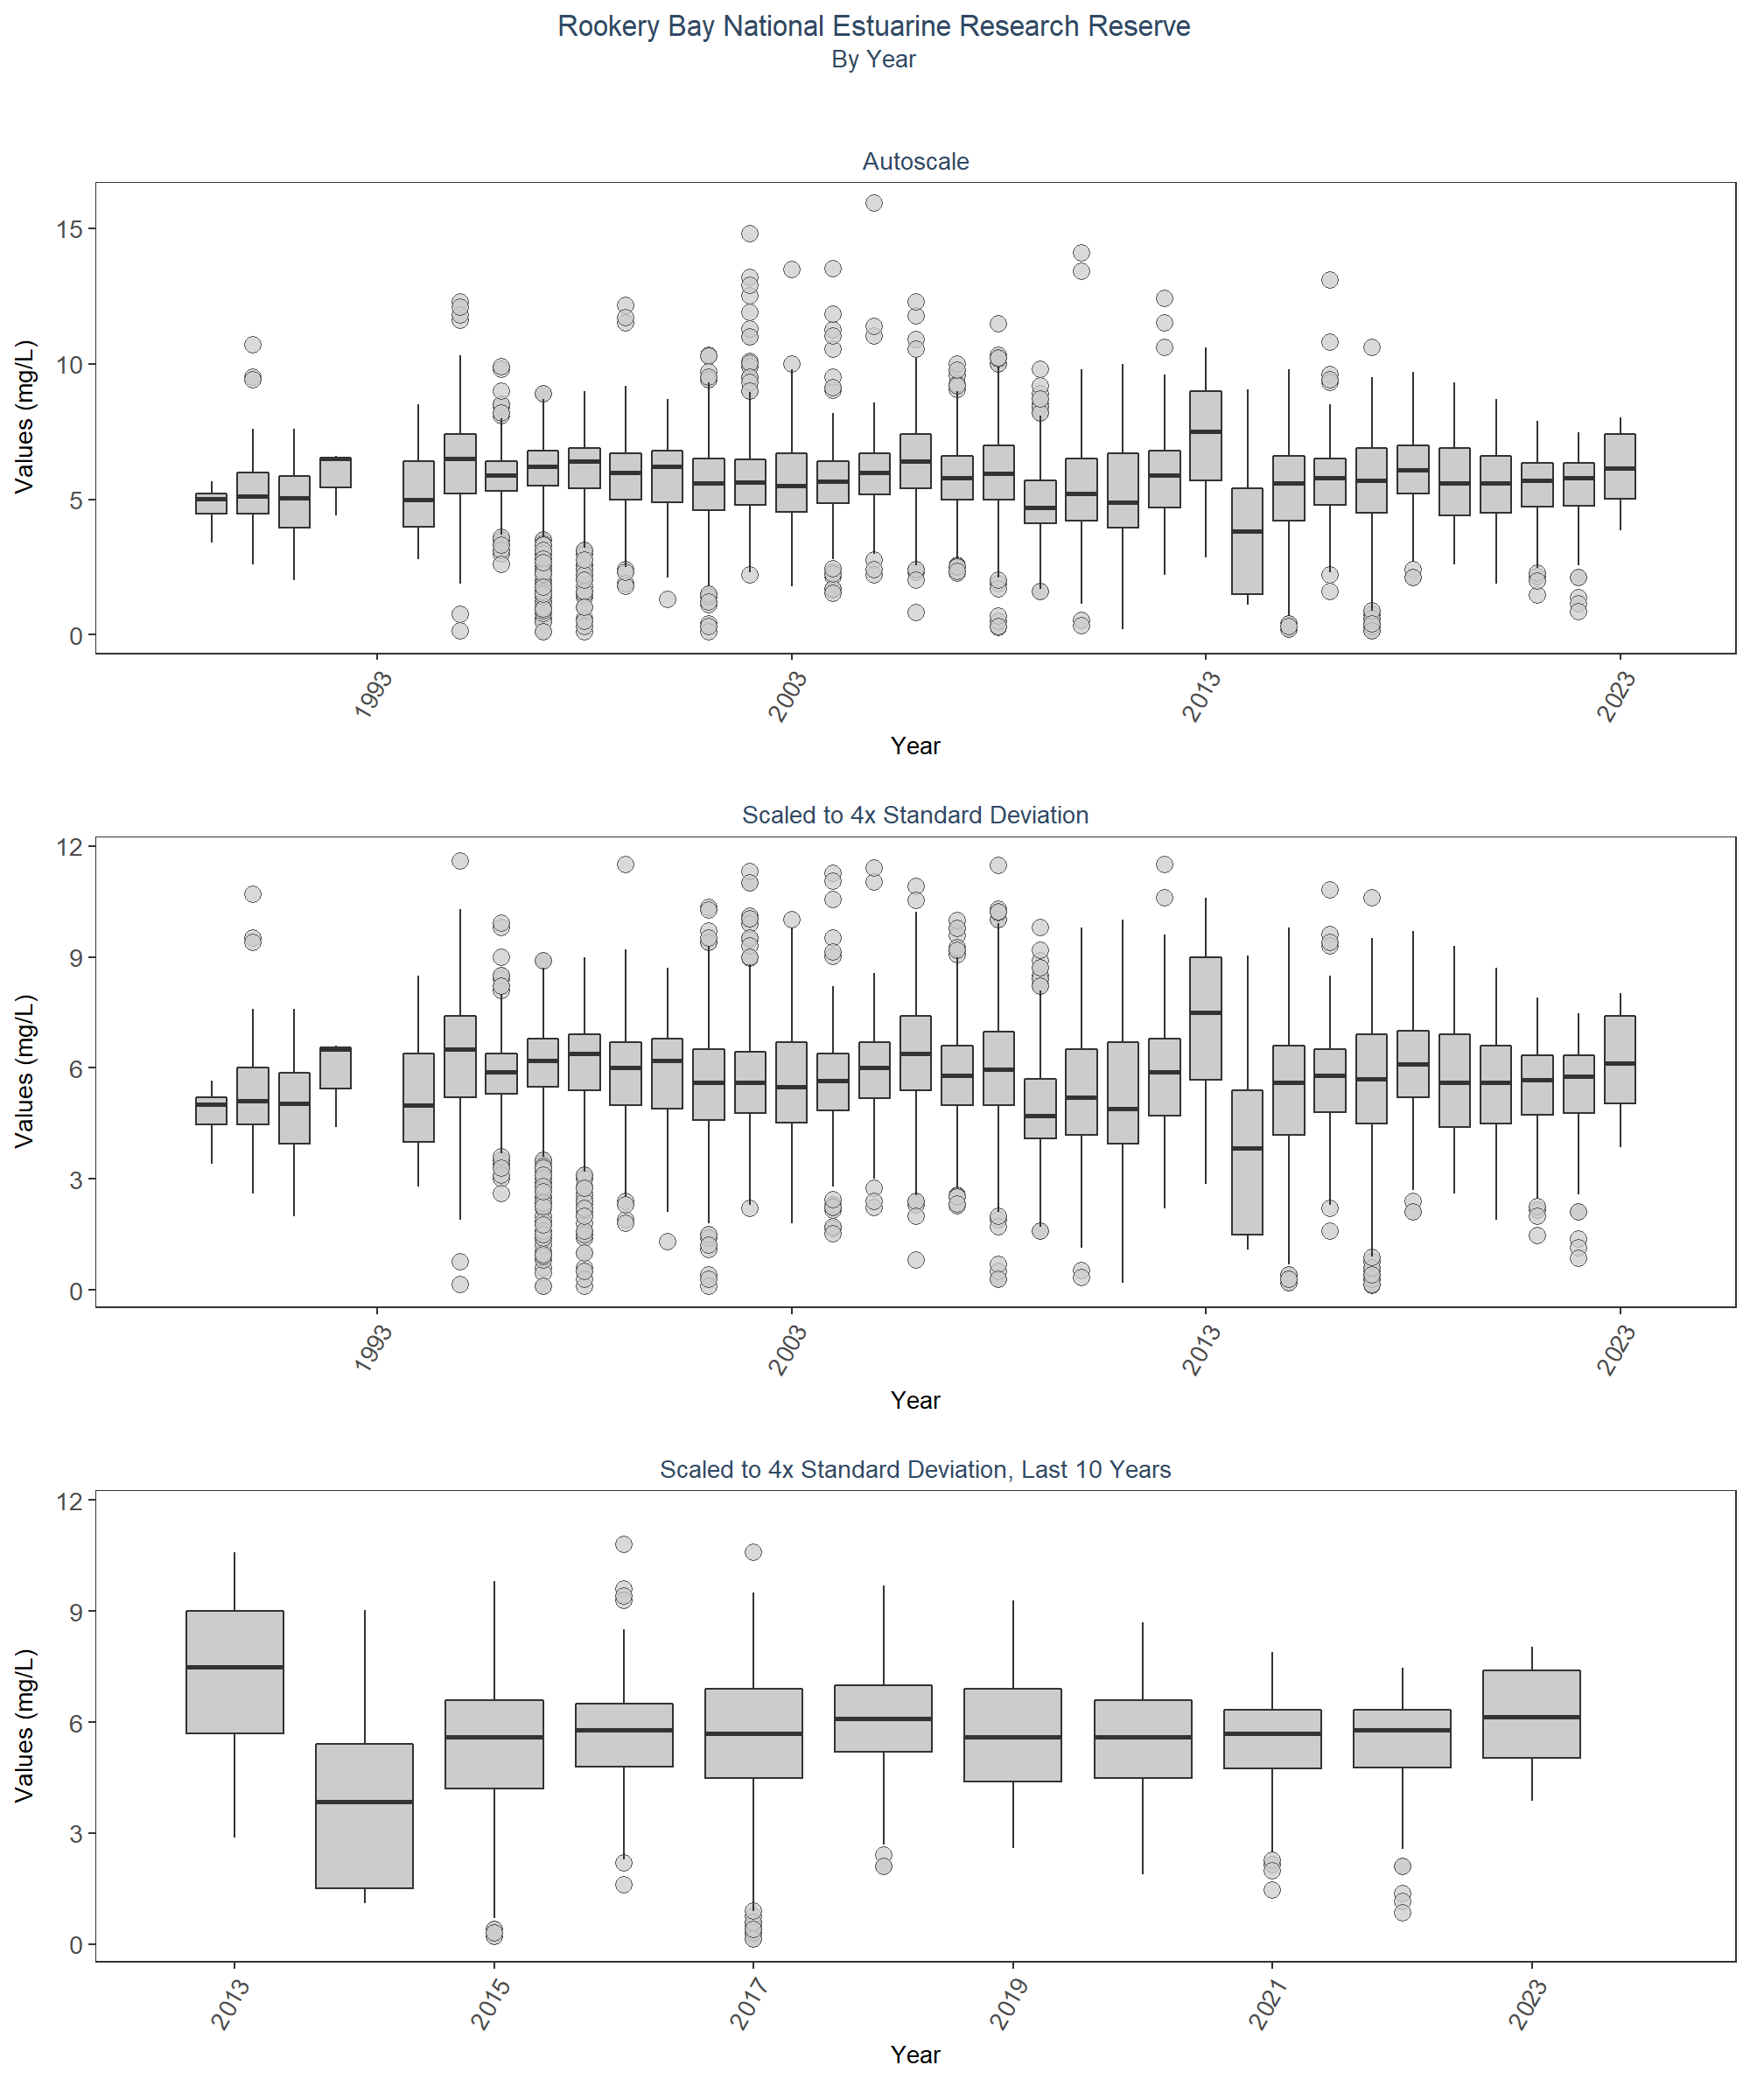 Rookery Bay National Estuarine Research Reserve
By Year
Autoscale
Values (mg/L)
15
10
5
0
1993
2003
2013
2023
Year
Scaled to 4x Standard Deviation
Values (mg/L)
12
9
6
3
0
1993
2003
2013
2023
Year
Scaled to 4x Standard Deviation, Last 10 Years
Values (mg/L)
12
9
6
3
0
2013
2015
2017
2019
2021
2023
Year